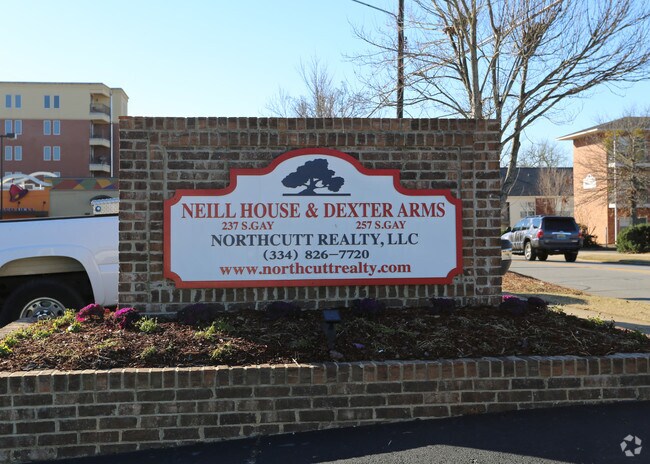 NEILL HOUSE & DEXTER ARMS
237 S.GAY 257 S.GAY
NORTHCUTT REALTY, LLC
(334) 826-7720
www.northcuttrealty.com